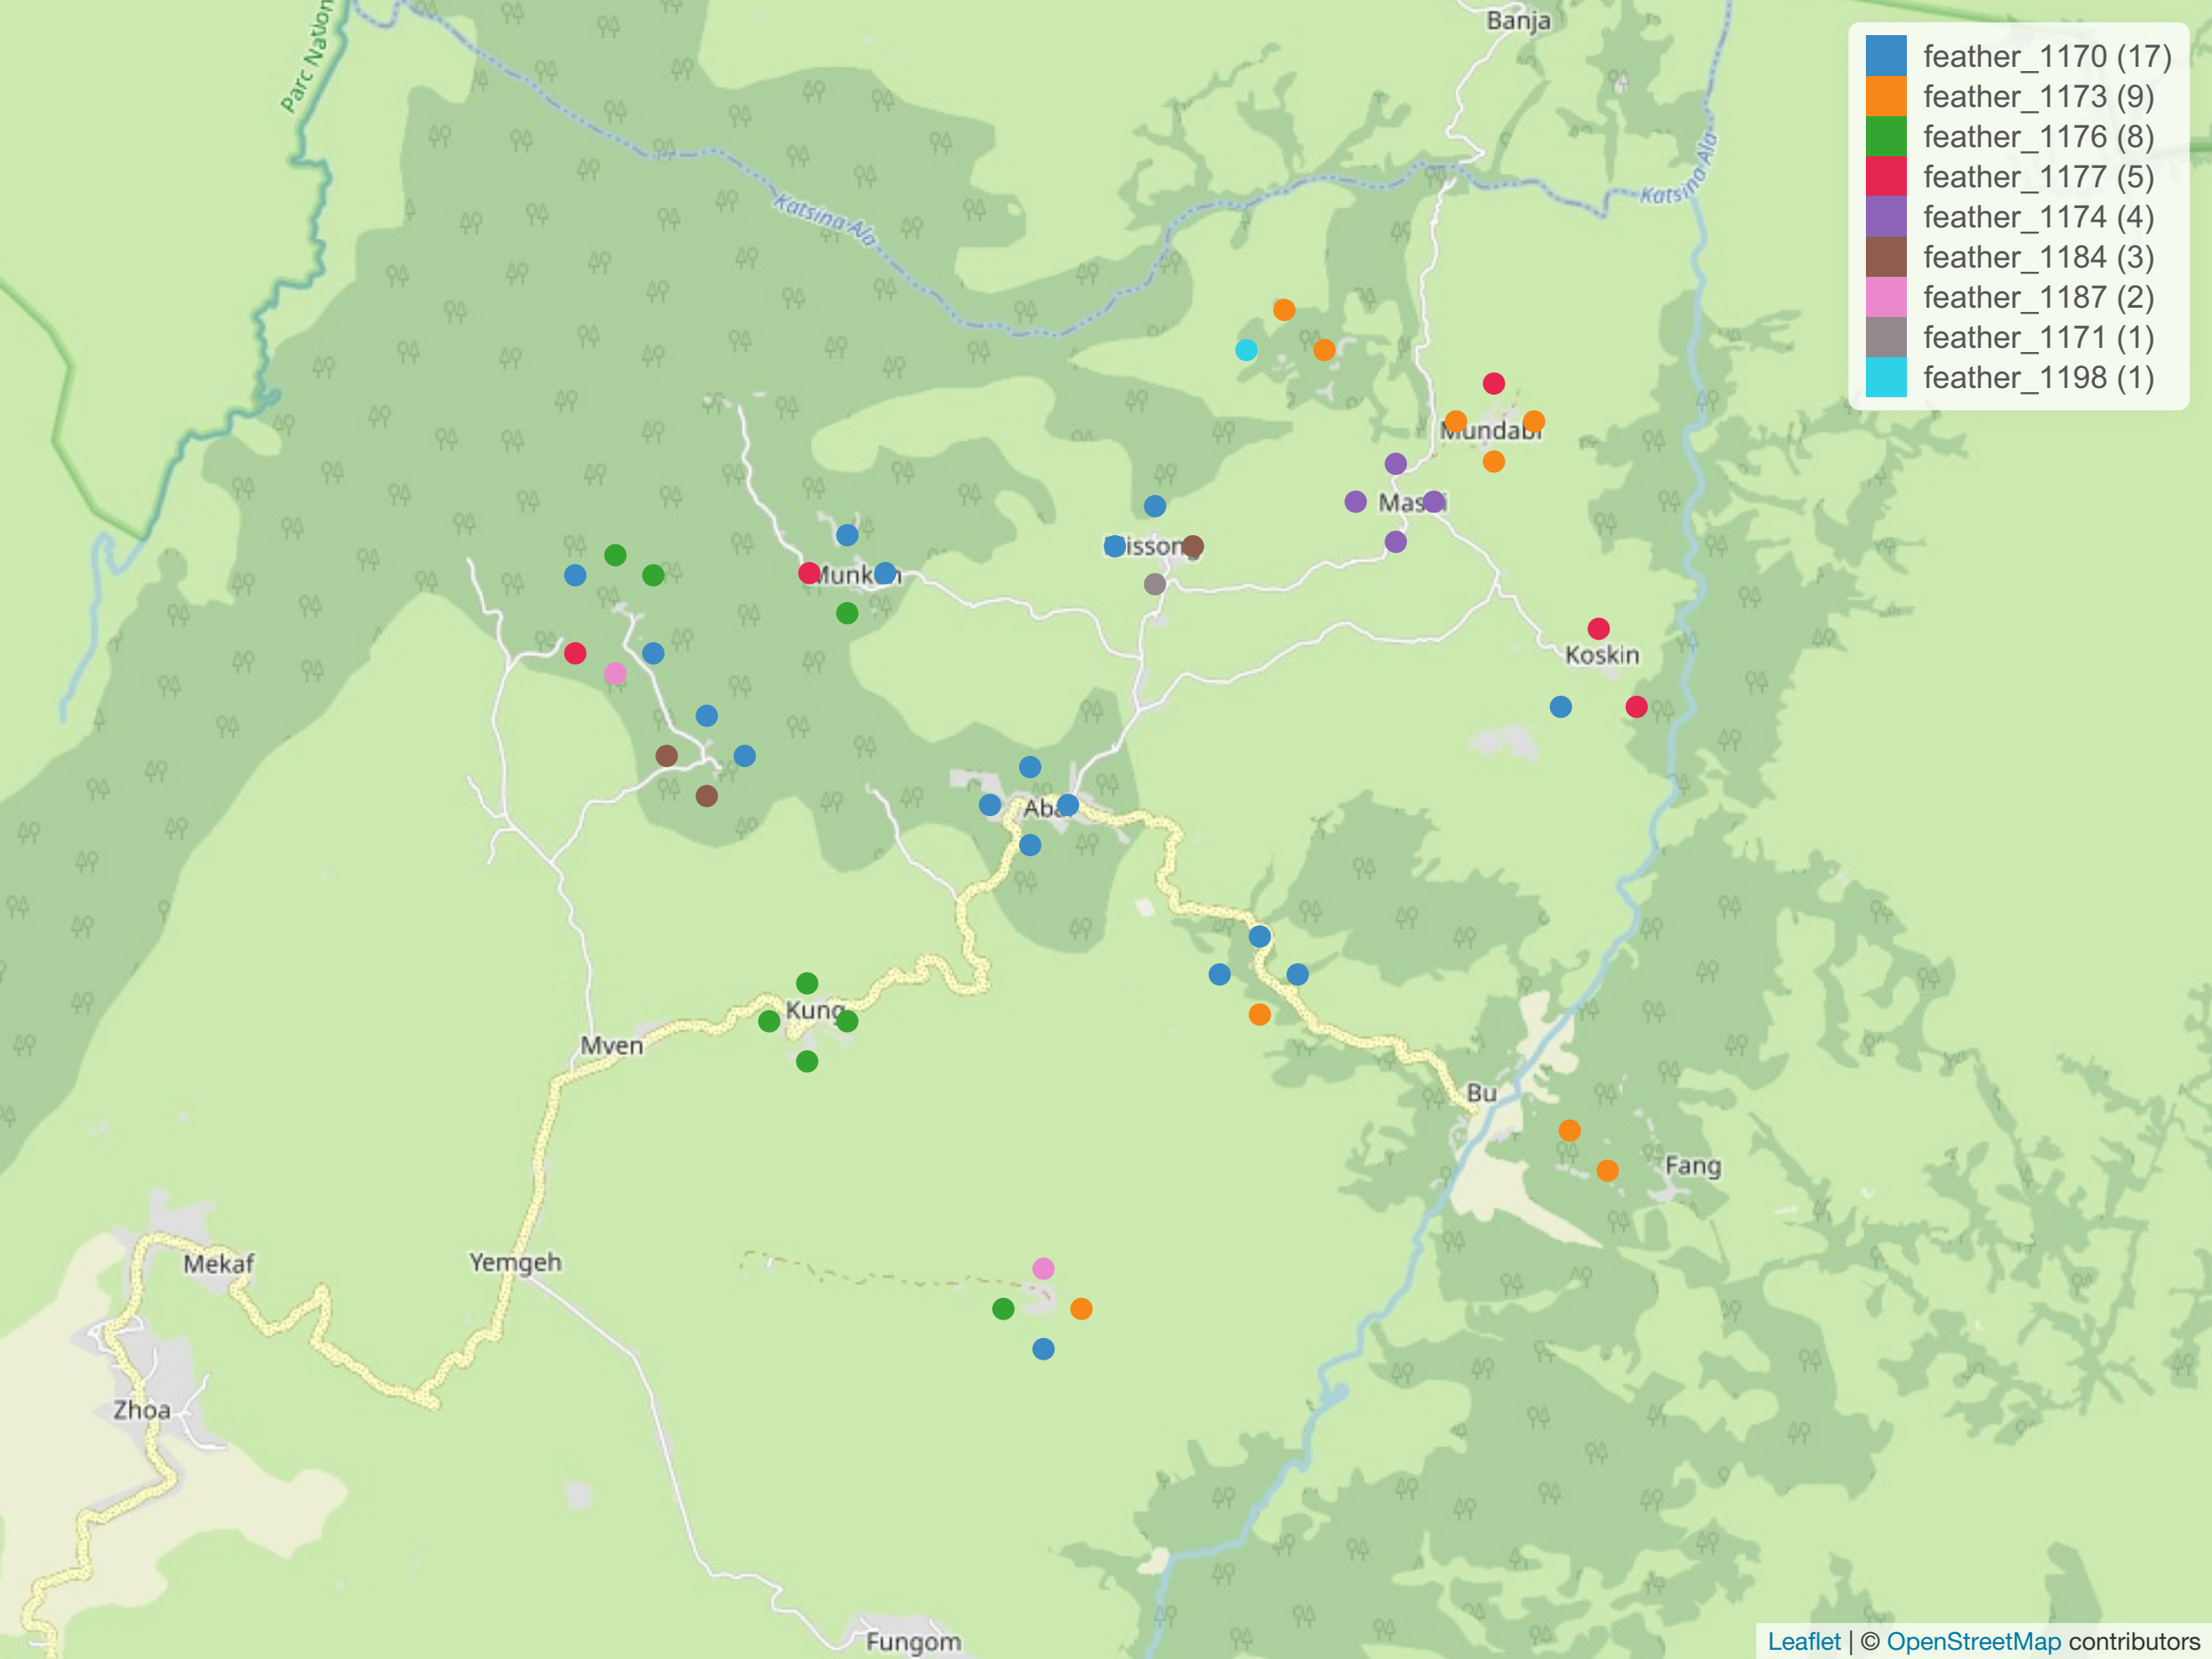 Banja
Parc Nation
feather_1170 (17)
feather_1173 (9)
feather_1176 (8)
feather_1177 (5)
feather_1174 (4)
feather_1184 (3)
feather_1187 (2)
feather_1171 (1)
feather_1198 (1)
Katsina Ala
Katsina Ala
Mundabi
Koskin
Kung
Mven
Bu
Fang
Mekaf
Yemgeh
Zhoa
Fungom
Leaflet | © OpenStreetMap contributors